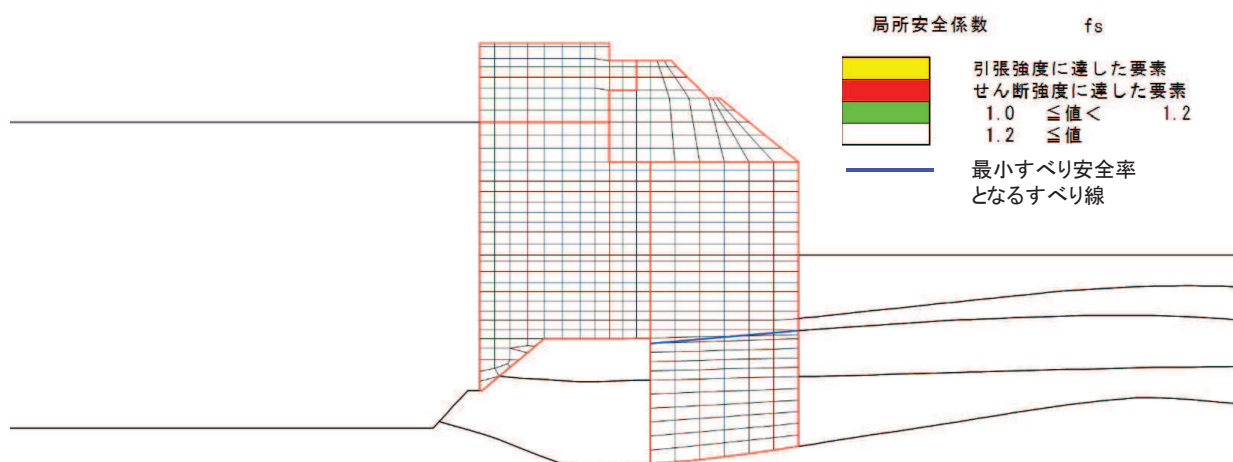 局所安全係数 fs
引張強度に達した要素
せん断強度に達した要素
1.0 ≦値< 1.2
1.2 ≦値
最小すべり安全率
となるすべり線